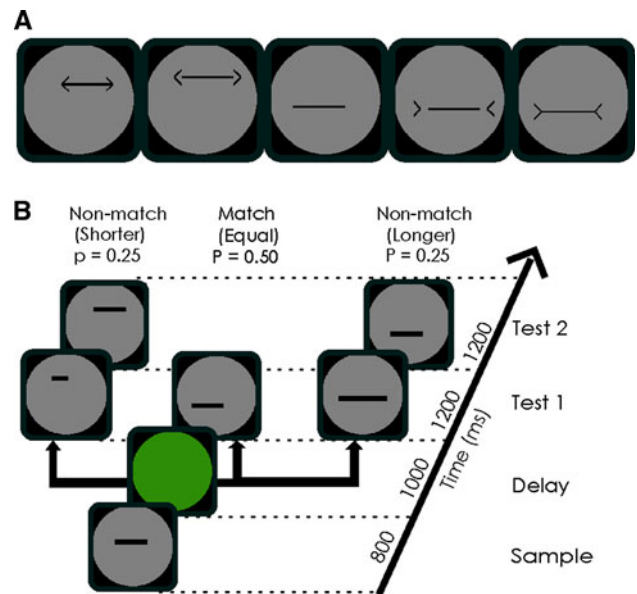 A
B
Non-match
(Shorter)
p = 0.25
Match
(Equal)
P = 0.50
Non-match
(Longer)
P = 0.25
Test 2
1200
Test 1
1200
Time (ms)
Delay
1000
Sample
800